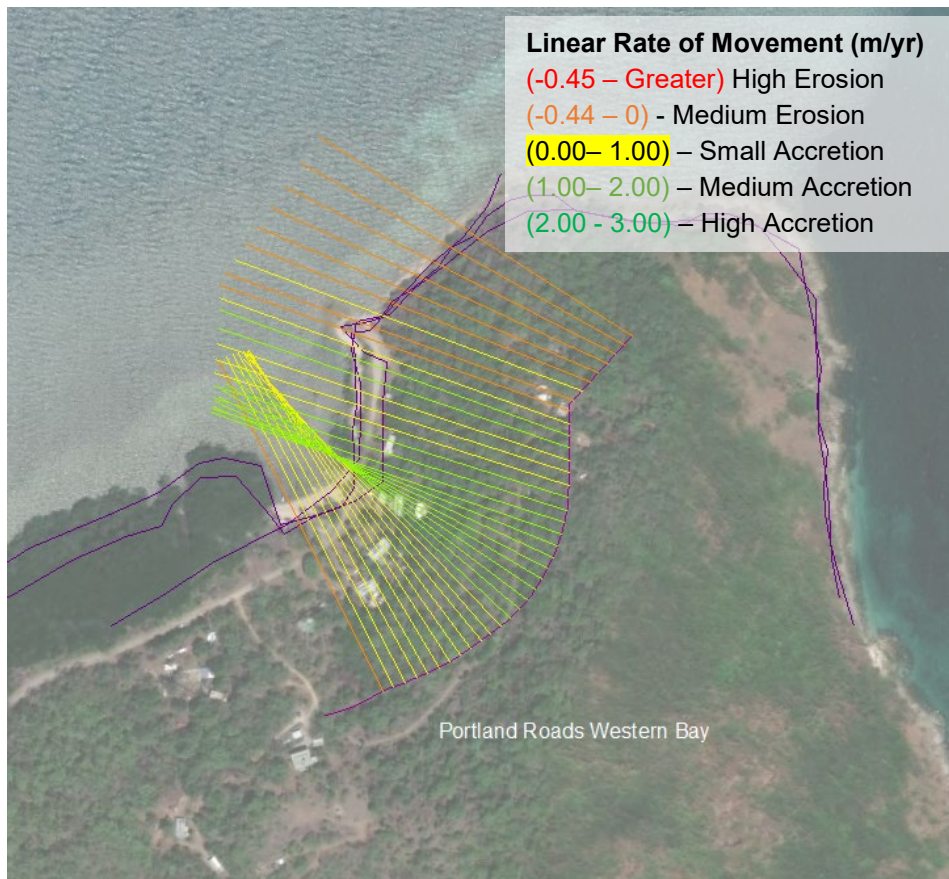 Linear Rate of Movement (m/yr)
(-0.45 – Greater) High Erosion
(-0.44 – 0) - Medium Erosion
(0.00– 1.00) – Small Accretion
(1.00– 2.00) – Medium Accretion
(2.00 - 3.00) – High Accretion
Portland Roads Western Bay